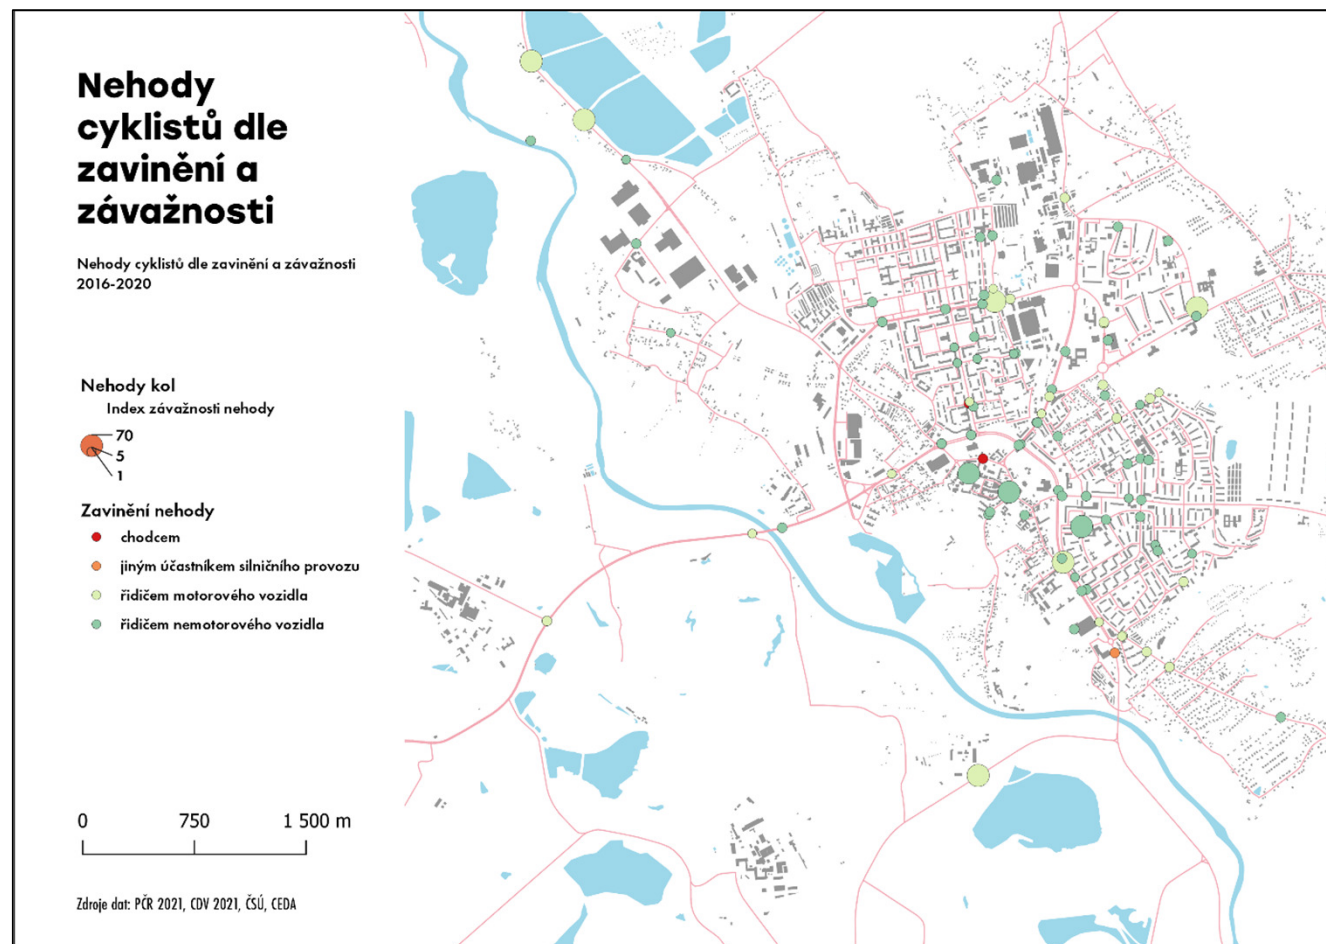 Nehody
cyklistů dle
zavinění a
závažnosti
Nehody cyklistů dle zavinění a závažnosti
2016-2020
Nehody kol
Index závažnosti nehody
70
5
1
Zavinění nehody
chodcem
jiným účastníkem silničního provozu
řidičem motorového vozidla
řidičem nemotorového vozidla
0 750 1 500 m
Zdroje dat: PČR 2021, CDV 2021, ČSÚ, CEDA